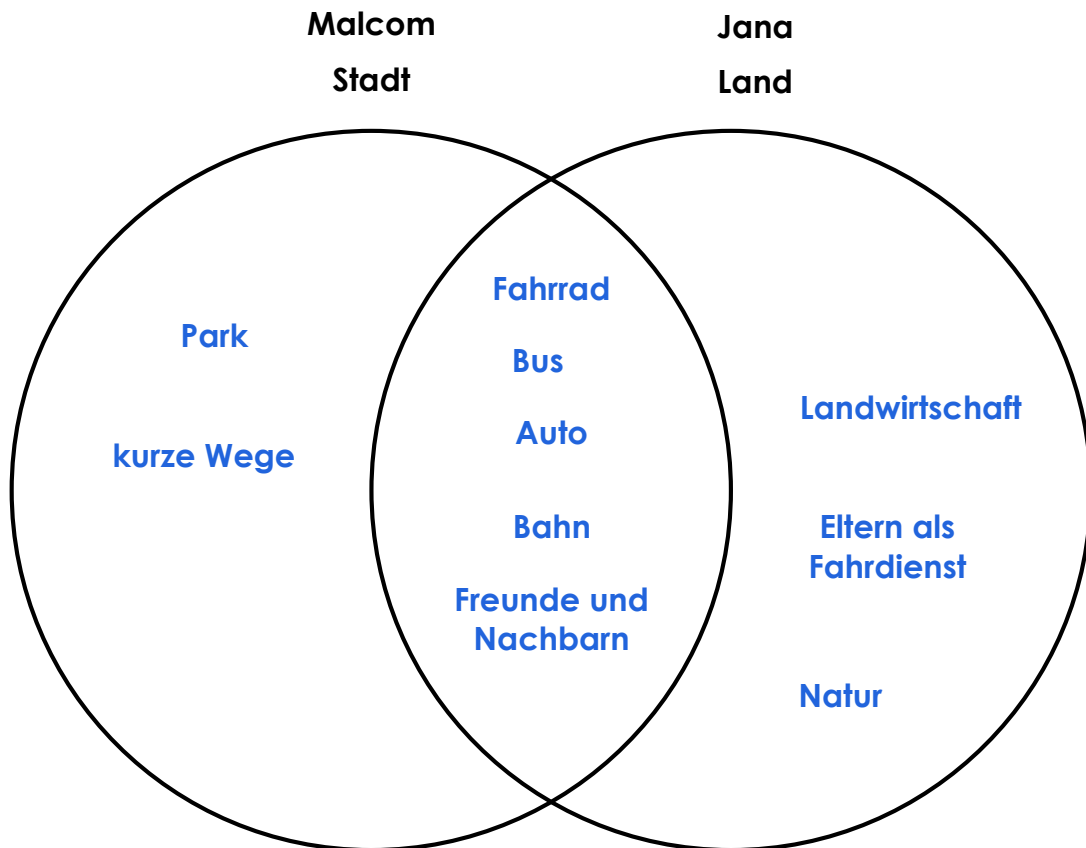 Malcom
Stadt
Jana
Land
Park
kurze Wege
Fahrrad
Bus
Auto
Bahn
Freunde und
Nachbarn
Landwirtschaft
Eltern als
Fahrdienst
Natur